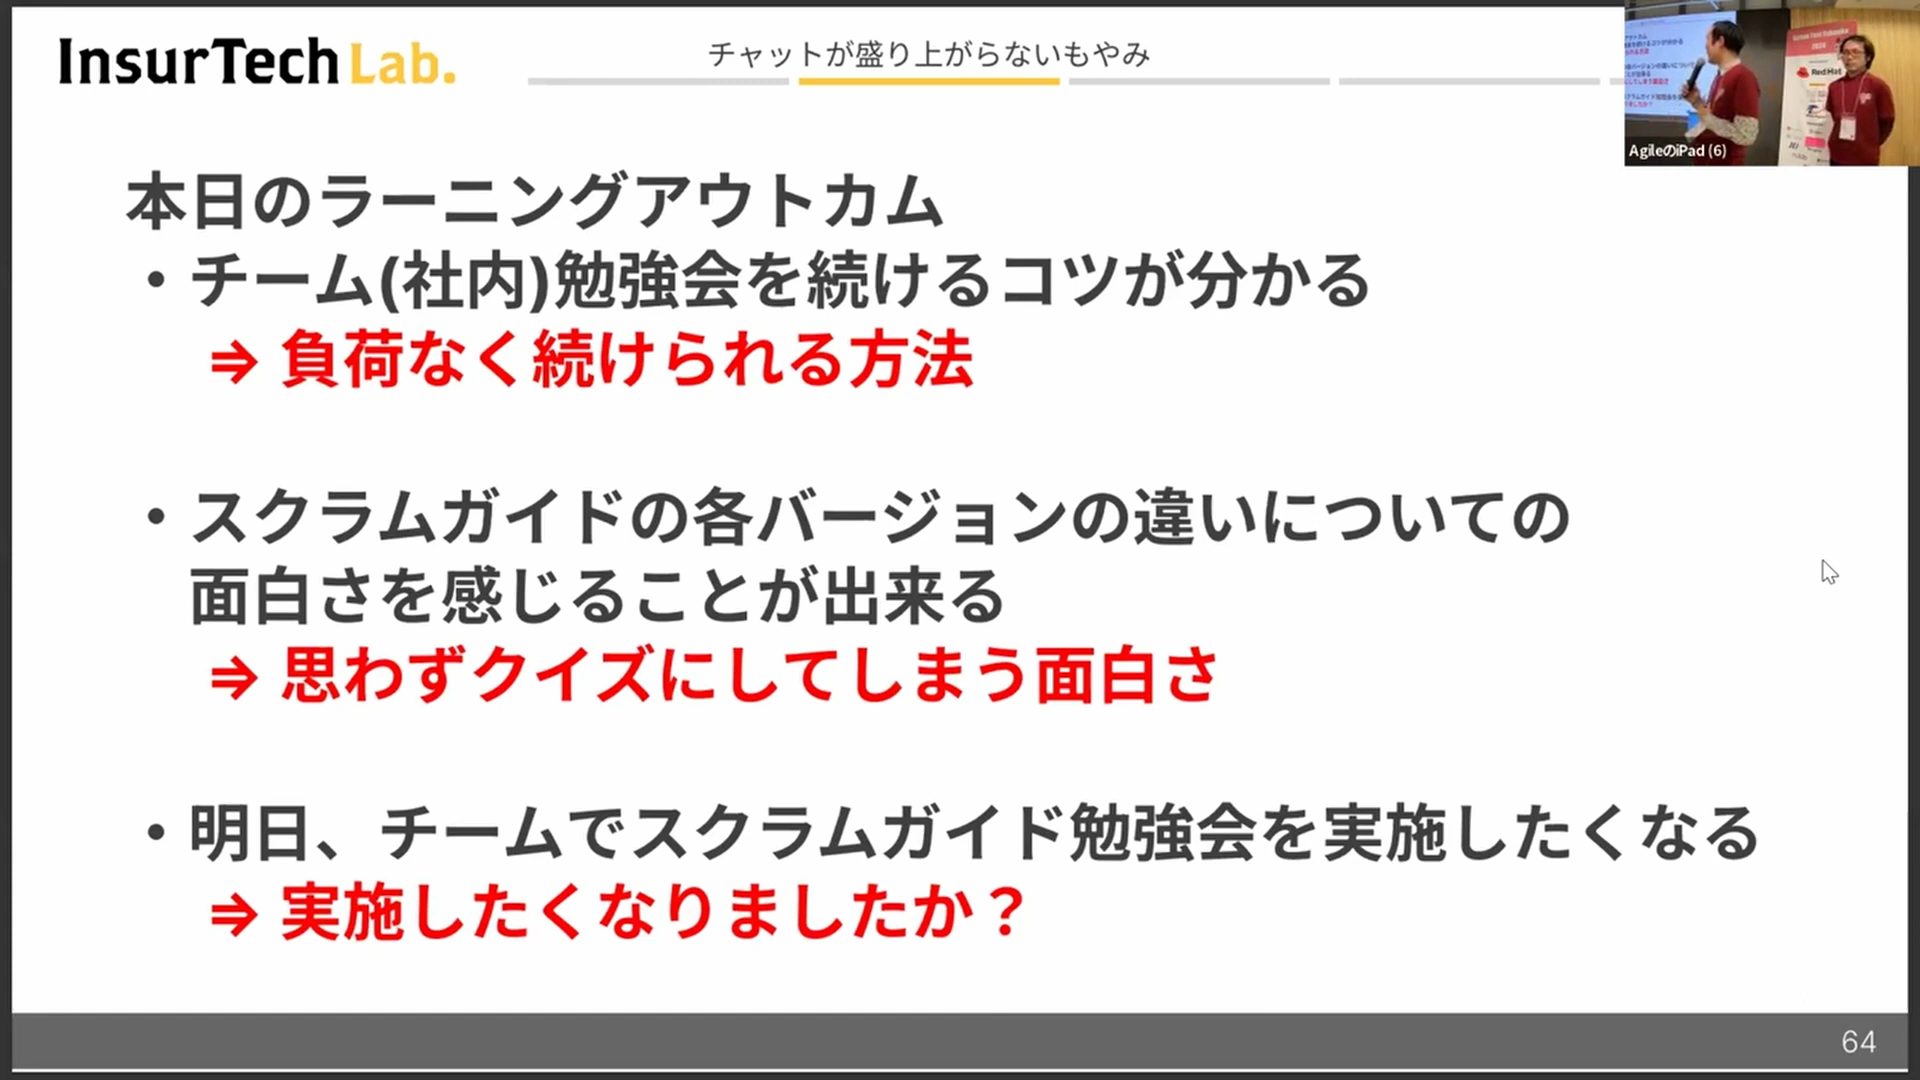 InsurTech Lab.
チャットが盛り上がらないもやみ
本日のラーニングアウトカム
・チーム(社内)勉強会を続けるコツが分かる
⇒ 負荷なく続けられる方法
・スクラムガイドの各バージョンの違いについての
面白さを感じることが出来る
⇒ 思わずクイズにしてしまう面白さ
・明日、チームでスクラムガイド勉強会を実施したくなる
⇒ 実施したくなりましたか？
64
Red Hat
AgileのiPad (6)